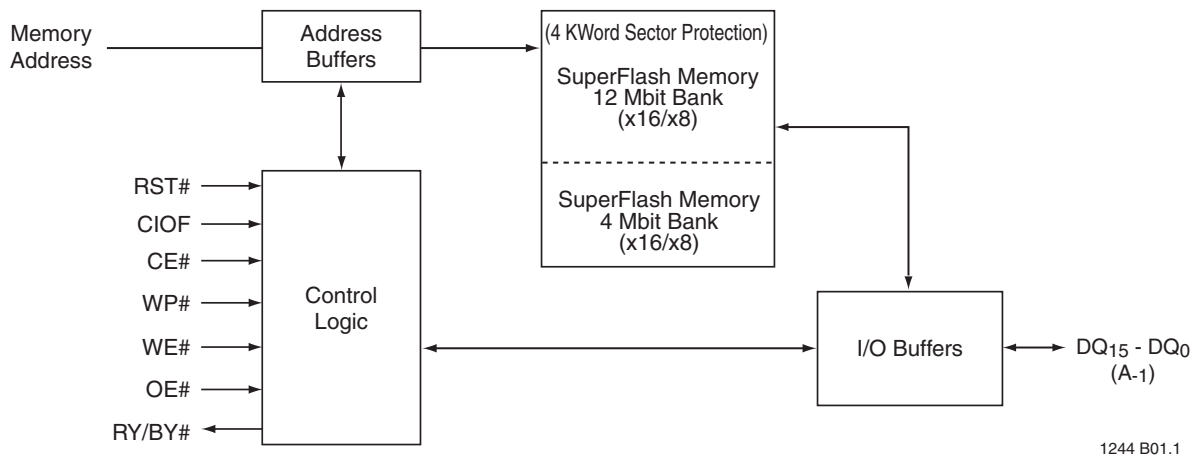 Memory
Address
Address
Buffers
(4 KWord Sector Protection)
SuperFlash Memory
12 Mbit Bank
(x16/x8)
SuperFlash Memory
4 Mbit Bank
(x16/x8)
RST#
CIOF
CE#
WP#
WE#
OE#
RY/BY#
Control
Logic
I/O Buffers
DQ15 - DQ0
(A-1)
1244 B01.1